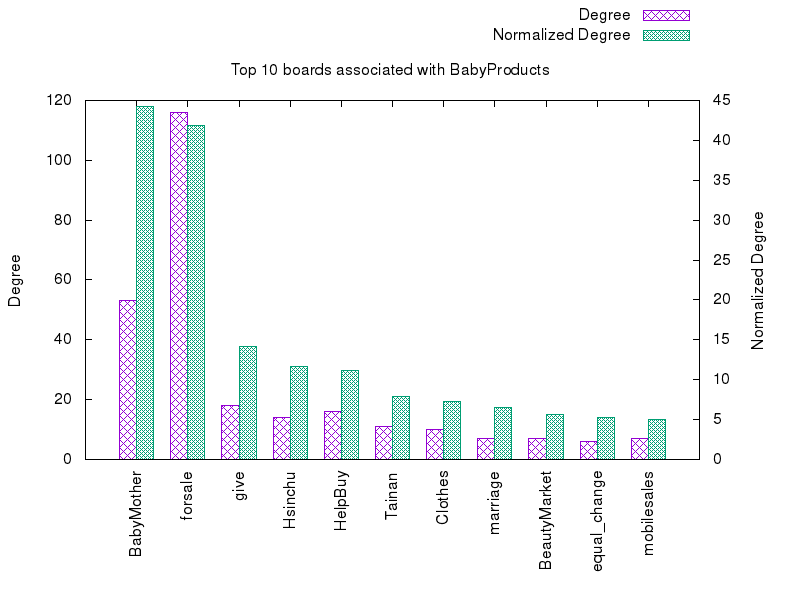 Degree
Normalized Degree
Top 10 boards associated with BabyProducts
120
100
80
60
40
20
0
45
40
35
30
25
20
15
10
5
0
Degree
Normalized Degree
BabyMother
forsale
give
Hsinchu
HelpBuy
Tainan
Clothes
marriage
BeautyMarket
equal_change
mobilesales